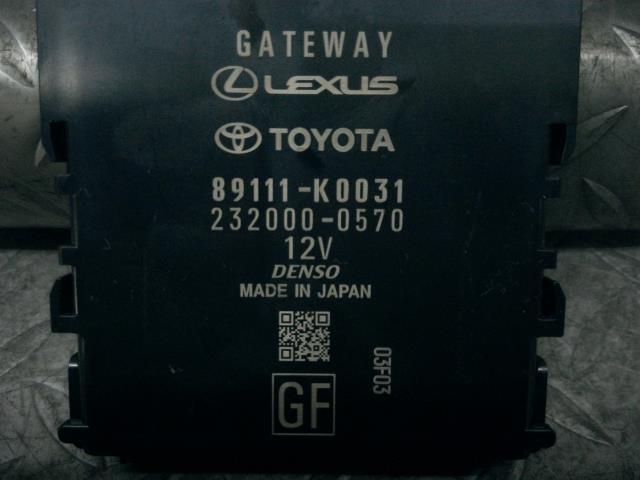 GATEWAY
LEXUS
TOYOTA
89111-K0031
232000-0570
12V
DENSO
MADE IN JAPAN
03F03
GF